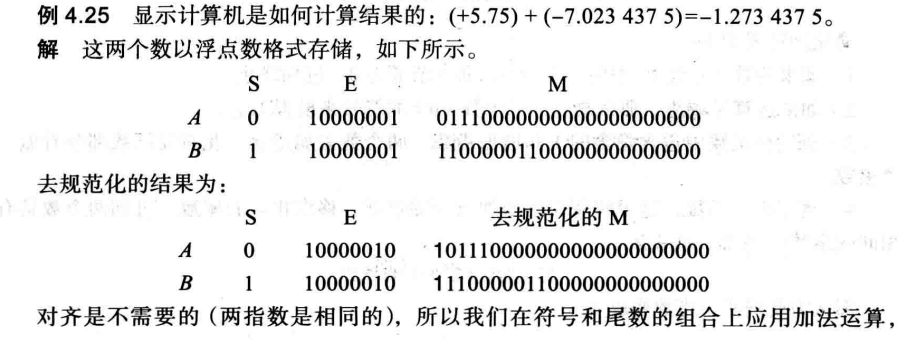 例 4.25 显示计算机是如何计算结果的：(+5.75) + (−7.023 437 5)=−1.273 437 5。
解 这两个数以浮点数格式存储，如下所示。
S E M
A 0 10000001 01110000000000000000000
B 1 10000001 11000001100000000000000
去规范化的结果为：
S E 去规范化的 M
A 0 10000010 101110000000000000000000
B 1 10000010 111000001100000000000000
对齐是不需要的（两指数是相同的），所以我们在符号和尾数的组合上应用加法运算，